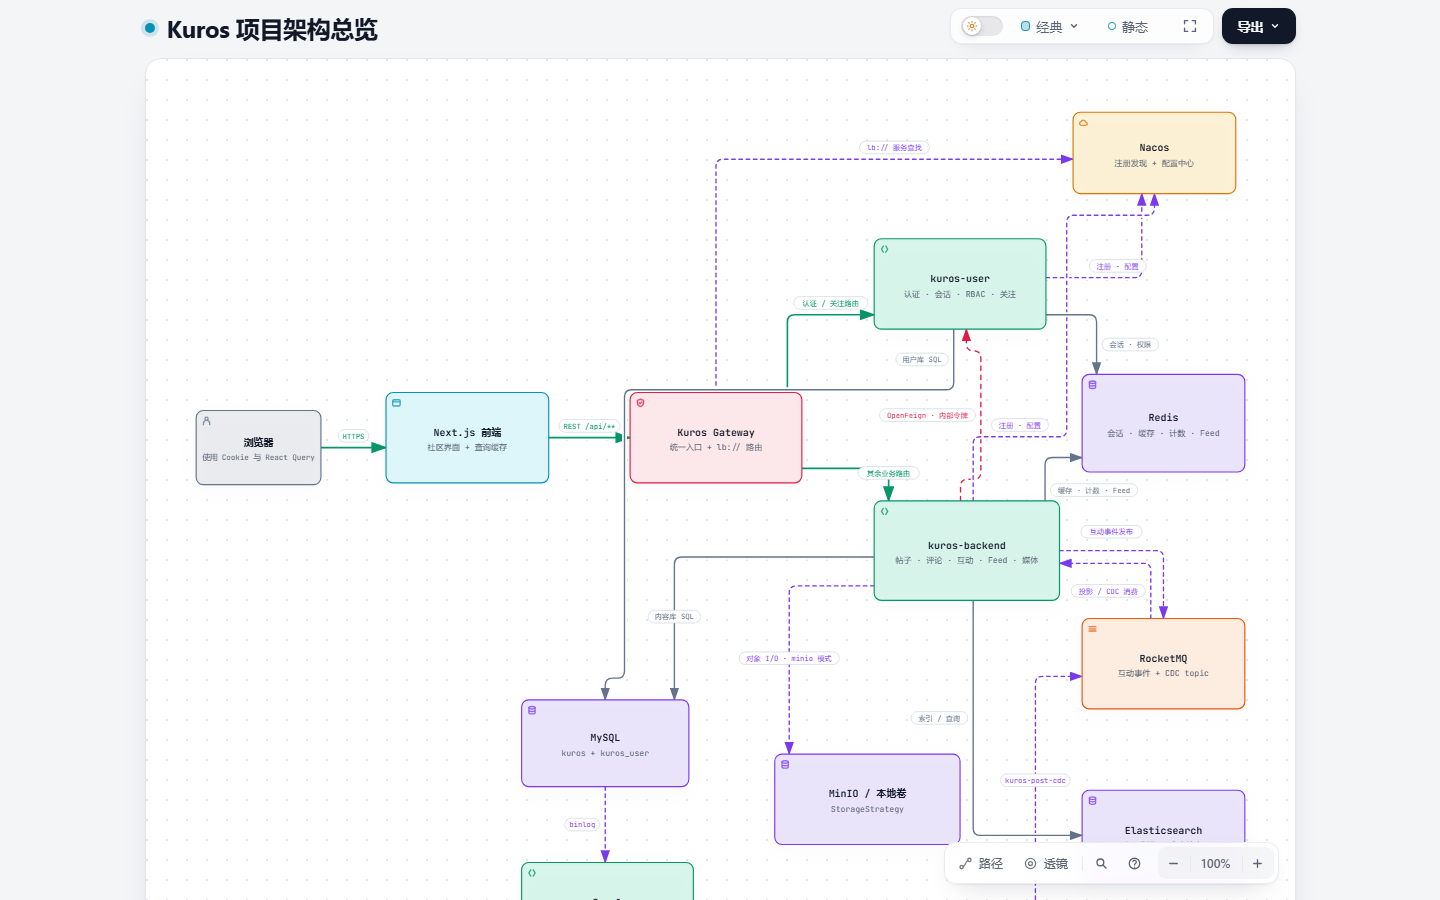 Kuros 项目架构总览
经典
静态
导出
Nacos
注册发现 + 配置中心
lb:// 服务查找
kuros-user
认证 · 会话 · RBAC · 关注
注册 · 配置
认证 / 关注路由
会话 · 权限
用户库 SQL
浏览器
使用 Cookie 与 React Query
HTTPS
Next.js 前端
社区界面 + 查询缓存
REST /api/**
Kuros Gateway
统一入口 + lb:// 路由
OpenFeign · 内部令牌
注册 · 配置
Redis
会话 · 缓存 · 计数 · Feed
其余业务路由
缓存 · 计数 · Feed
kuros-backend
帖子 · 评论 · 互动 · Feed · 媒体
互动事件发布
投影 / CDC 消费
内容库 SQL
对象 I/O · minio 模式
RocketMQ
互动事件 + CDC topic
索引 / 查询
MySQL
kuros + kuros_user
kuros-post-cdc
MinIO / 本地卷
StorageStrategy
binlog
Elasticsearch
路径
透镜
100%